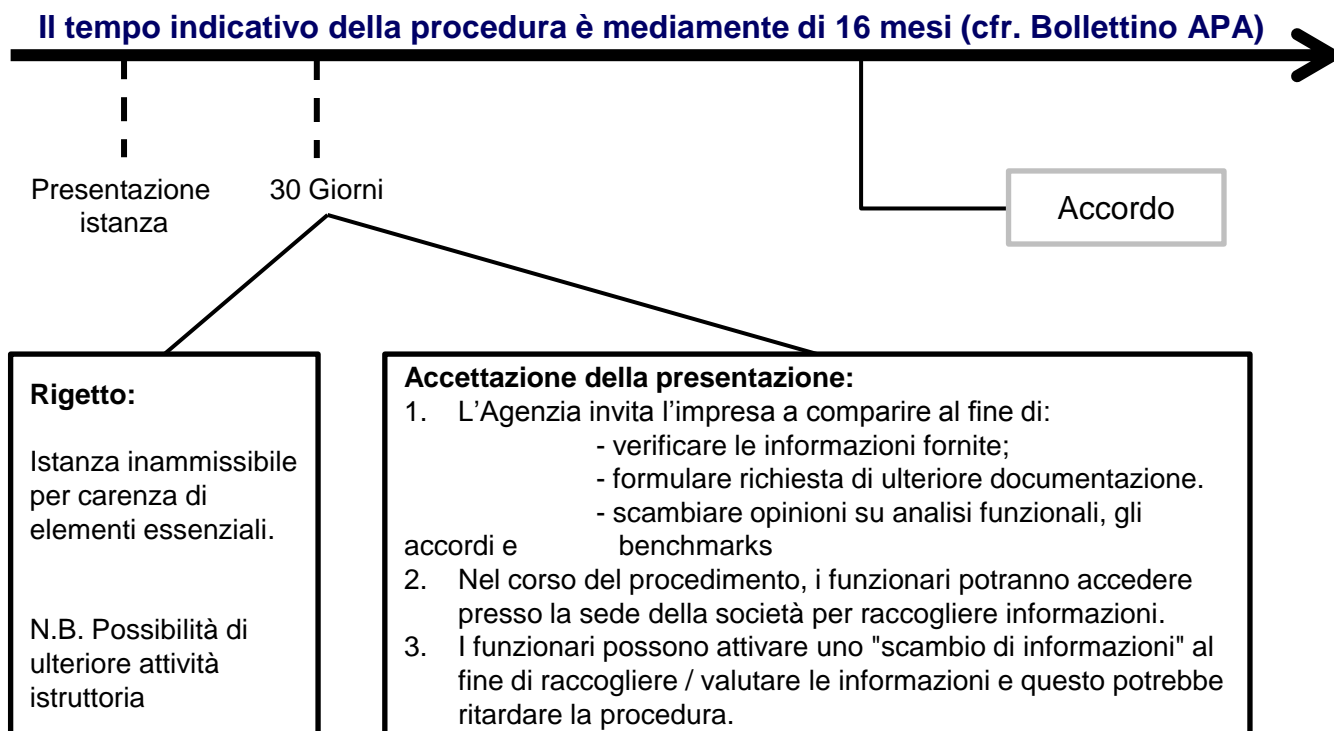 Il tempo indicativo della procedura è mediamente di 16 mesi (cfr. Bollettino APA)
Presentazione
istanza
30 Giorni
Accordo
Rigetto:
Istanza inammissibile
per carenza di
elementi essenziali.
N.B. Possibilità di
ulteriore attività
istruttoria
Accettazione della presentazione:
1. L’Agenzia invita l’impresa a comparire al fine di:
- verificare le informazioni fornite;
- formulare richiesta di ulteriore documentazione.
- scambiare opinioni su analisi funzionali, gli
accordi e benchmarks
2. Nel corso del procedimento, i funzionari potranno accedere
presso la sede della società per raccogliere informazioni.
3. I funzionari possono attivare uno "scambio di informazioni" al
fine di raccogliere / valutare le informazioni e questo potrebbe
ritardare la procedura.